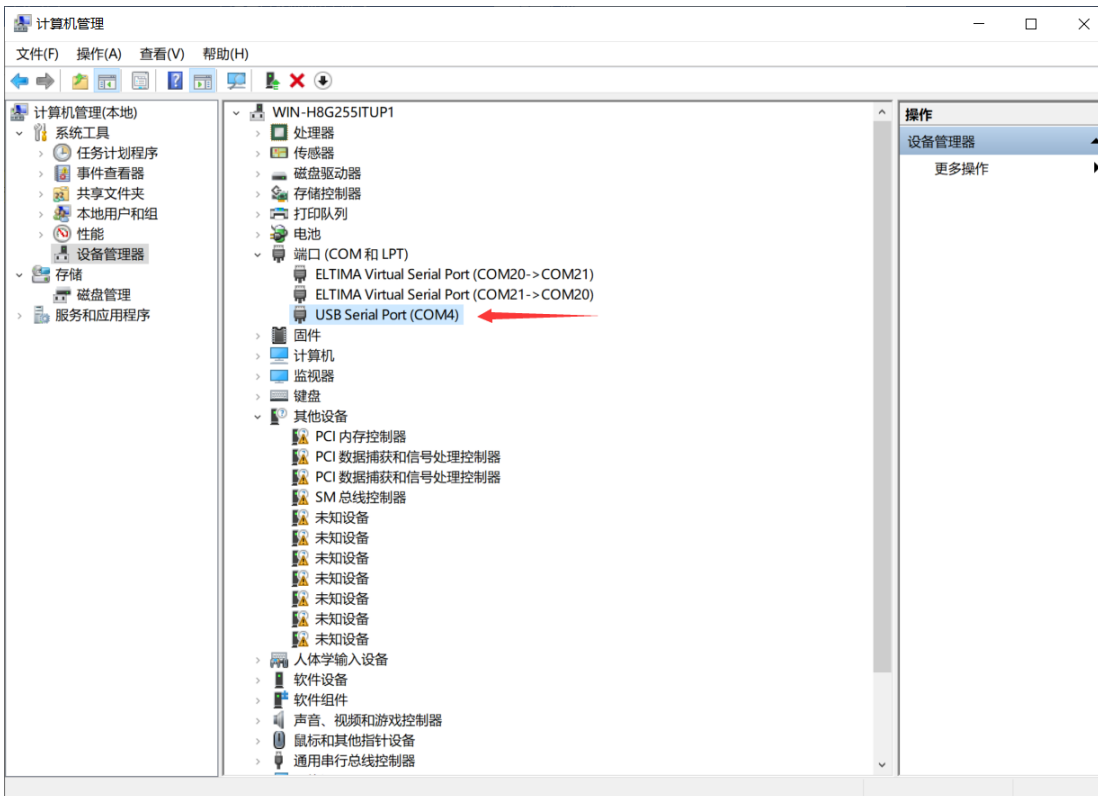 计算机管理
文件(F) 操作(A) 查看(V) 帮助(H)
计算机管理(本地)
系统工具
任务计划程序
事件查看器
共享文件夹
本地用户和组
性能
设备管理器
存储
磁盘管理
服务和应用程序
WIN-H8G255ITUP1
处理器
传感器
磁盘驱动器
存储控制器
打印队列
电池
端口 (COM 和 LPT)
ELTIMA Virtual Serial Port (COM20->COM21)
ELTIMA Virtual Serial Port (COM21->COM20)
USB Serial Port (COM4)
固件
计算机
监视器
键盘
其他设备
PCI 内存控制器
PCI 数据捕获和信号处理控制器
PCI 数据捕获和信号处理控制器
SM 总线控制器
未知设备
未知设备
未知设备
未知设备
未知设备
未知设备
未知设备
人体学输入设备
软件设备
软件组件
声音、视频和游戏控制器
鼠标和其他指针设备
通用串行总线控制器
操作
设备管理器
更多操作